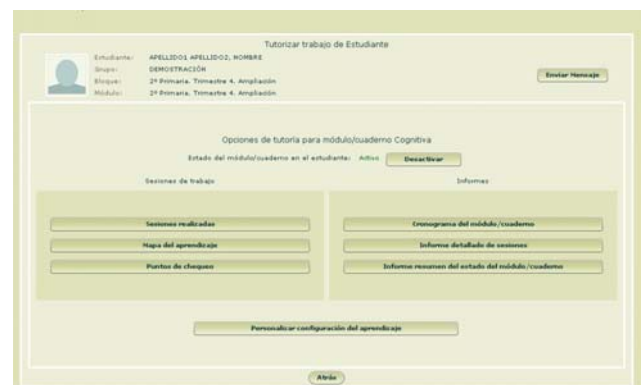 Tutorizar trabajo de Estudiante
Estudiante: APELLIDO1 APELLIDO2, NOMBRE
Grupo: DEMOSTRACIÓN
Bloque: 2º Primaria. Trimestre 4. Ampliación
Módulo: 2º Primaria. Trimestre 4. Ampliación
Enviar Mensaje
Opciones de tutoría para módulo/cuaderno Cognitiva
Estado del módulo/cuaderno en el estudiante: Activo Desactivar
Sesiones de trabajo
Informes
Sesiones realizadas
Cronograma del módulo/cuaderno
Mapa del aprendizaje
Informe detallado de sesiones
Puntos de chequeo
Informe resumen del estado del módulo/cuaderno
Personalizar configuración del aprendizaje
Atrás